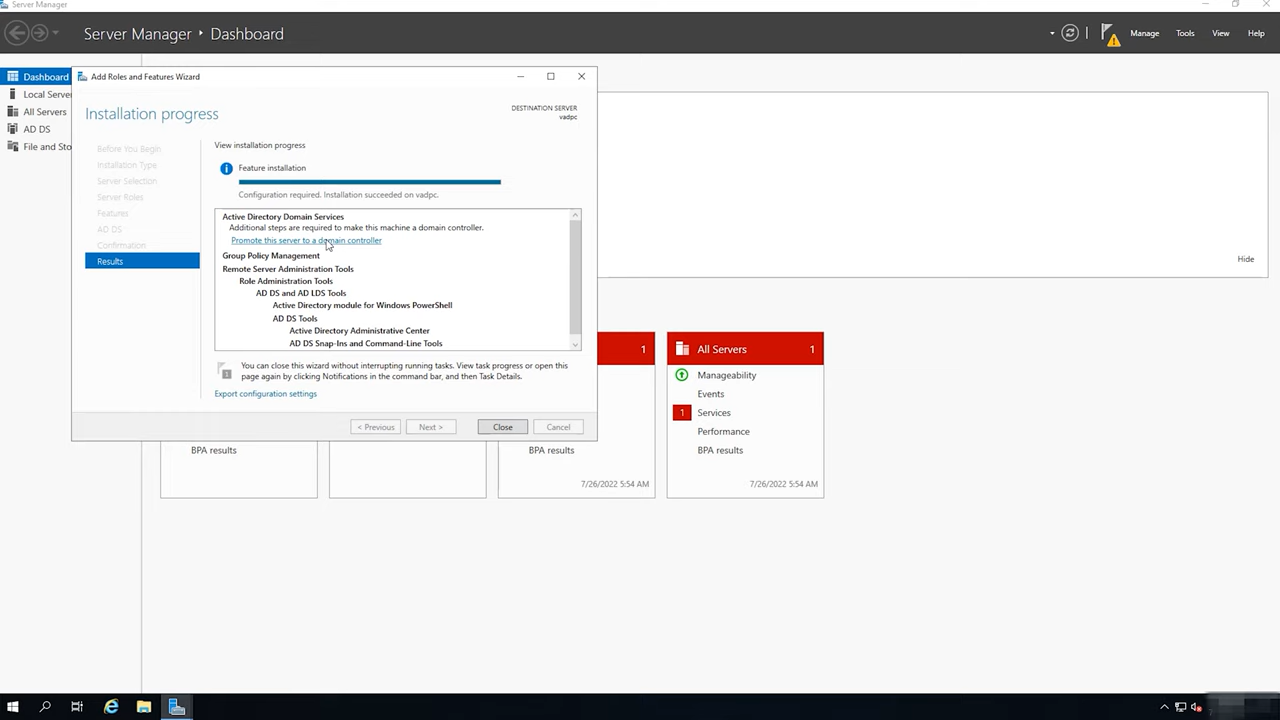 Server Manager
Server Manager • Dashboard
Manage Tools View Help
Dashboard
Local Serve
All Servers
AD DS
File and Sto
Add Roles and Features Wizard
Installation progress
DESTINATION SERVER
vadpc
Before You Begin
Installation Type
Server Selection
Server Roles
Features
AD DS
Confirmation
Results
View installation progress
Feature installation
Configuration required. Installation succeeded on vadpc.
Active Directory Domain Services
Additional steps are required to make this machine a domain controller.
Promote this server to a domain controller
Group Policy Management
Remote Server Administration Tools
Role Administration Tools
AD DS and AD LDS Tools
Active Directory module for Windows PowerShell
AD DS Tools
Active Directory Administrative Center
AD DS Snap-Ins and Command-Line Tools
1
You can close this wizard without interrupting running tasks. View task progress or open this
page again by clicking Notifications in the command bar, and then Task Details.
Export configuration settings
< Previous Next > Close Cancel
Hide
1
All Servers 1
Manageability
Events
1 Services
Performance
BPA results
7/26/2022 5:54 AM
BPA results
BPA results
7/26/2022 5:54 AM